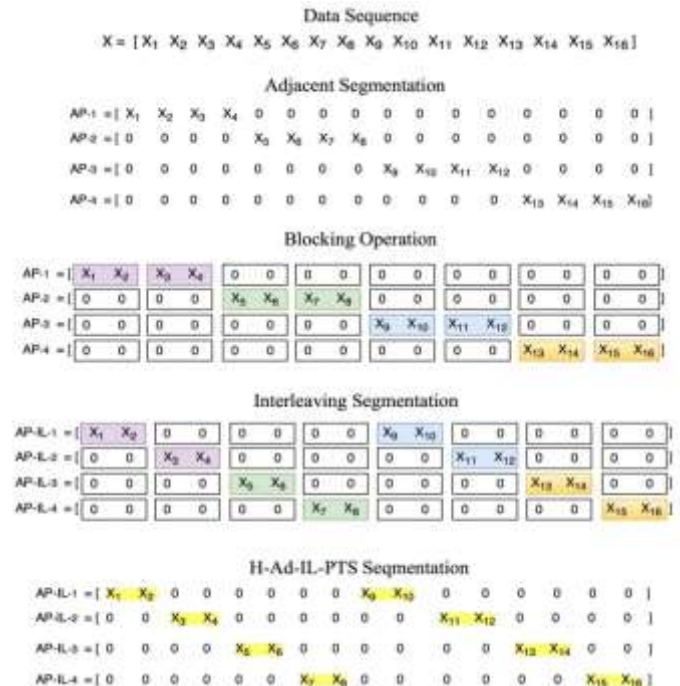 Data Sequence
X = [ X₁ X₂ X₃ X₄ X₅ X₆ X₇ X₈ X₉ X₁₀ X₁₁ X₁₂ X₁₃ X₁₄ X₁₅ X₁₆ ]
Adjacent Segmentation
AP-1 =[ X₁ X₂ X₃ X₄ 0 0 0 0 0 0 0 0 0 0 0 0 ]
AP-2 =[ 0 0 0 0 X₅ X₆ X₇ X₈ 0 0 0 0 0 0 0 0 ]
AP-3 =[ 0 0 0 0 0 0 0 0 X₉ X₁₀ X₁₁ X₁₂ 0 0 0 0 ]
AP-4 =[ 0 0 0 0 0 0 0 0 0 0 0 0 X₁₃ X₁₄ X₁₅ X₁₆]
Blocking Operation
AP-1 =[ X₁ X₂ X₃ X₄ 0 0 0 0 0 0 0 0 0 0 0 0 ]
AP-2 =[ 0 0 0 0 X₅ X₆ X₇ X₈ 0 0 0 0 0 0 0 0 ]
AP-3 =[ 0 0 0 0 0 0 0 0 X₉ X₁₀ X₁₁ X₁₂ 0 0 0 0 ]
AP-4 =[ 0 0 0 0 0 0 0 0 0 0 0 0 X₁₃ X₁₄ X₁₅ X₁₆ ]
Interleaving Segmentation
AP-IL-1 =[ X₁ X₂ 0 0 0 0 0 0 X₉ X₁₀ 0 0 0 0 0 0 ]
AP-IL-2 =[ 0 0 X₃ X₄ 0 0 0 0 0 0 X₁₁ X₁₂ 0 0 0 0 ]
AP-IL-3 =[ 0 0 0 0 X₅ X₆ 0 0 0 0 0 0 X₁₃ X₁₄ 0 0 ]
AP-IL-4 =[ 0 0 0 0 0 0 X₇ X₈ 0 0 0 0 0 0 X₁₅ X₁₆ ]
H-Ad-IL-PTS Seqmentation
AP-IL-1 =[ X₁ X₂ 0 0 0 0 0 0 X₉ X₁₀ 0 0 0 0 0 0 ]
AP-IL-2 =[ 0 0 X₃ X₄ 0 0 0 0 0 0 X₁₁ X₁₂ 0 0 0 0 ]
AP-IL-3 =[ 0 0 0 0 X₅ X₆ 0 0 0 0 0 0 X₁₃ X₁₄ 0 0 ]
AP-IL-4 =[ 0 0 0 0 0 0 X₇ X₈ 0 0 0 0 0 0 X₁₅ X₁₆ ]